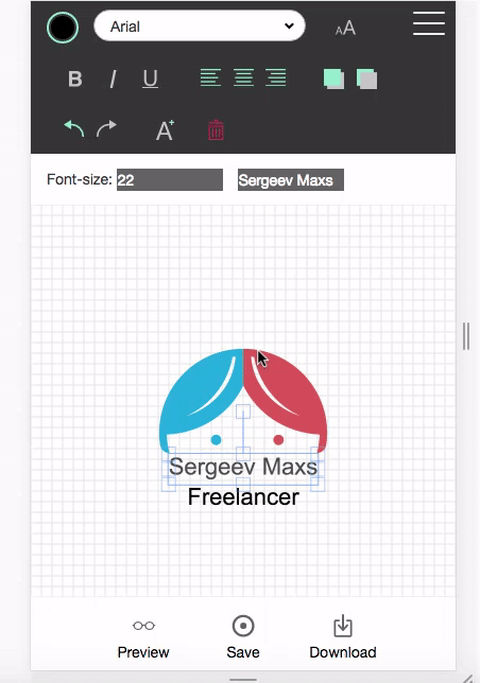 Arial
AA
B I U
A+
Font-size: 22 Sergeev Maxs
Sergeev Maxs
Freelancer
Preview Save Download